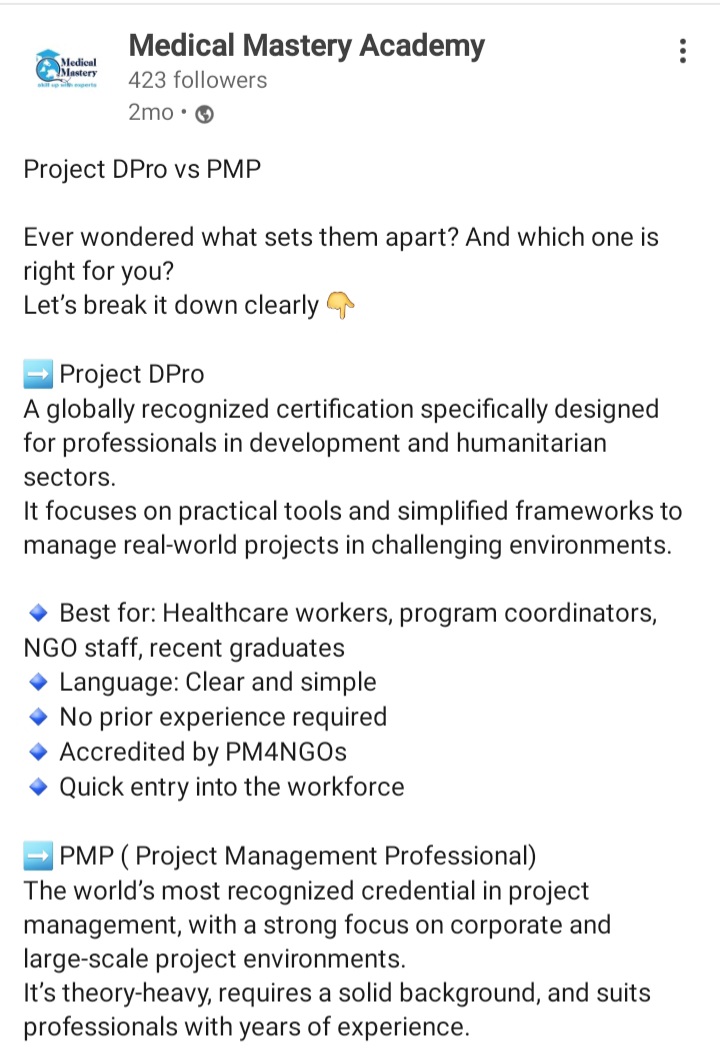 Medical
Mastery
skill up with experts
Medical Mastery Academy
423 followers
2mo •
Project DPro vs PMP
Ever wondered what sets them apart? And which one is
right for you?
Let's break it down clearly 👇
➡️ Project DPro
A globally recognized certification specifically designed
for professionals in development and humanitarian
sectors.
It focuses on practical tools and simplified frameworks to
manage real-world projects in challenging environments.
🔹 Best for: Healthcare workers, program coordinators,
NGO staff, recent graduates
🔹 Language: Clear and simple
🔹 No prior experience required
🔹 Accredited by PM4NGOs
🔹 Quick entry into the workforce
➡️ PMP ( Project Management Professional)
The world's most recognized credential in project
management, with a strong focus on corporate and
large-scale project environments.
It's theory-heavy, requires a solid background, and suits
professionals with years of experience.